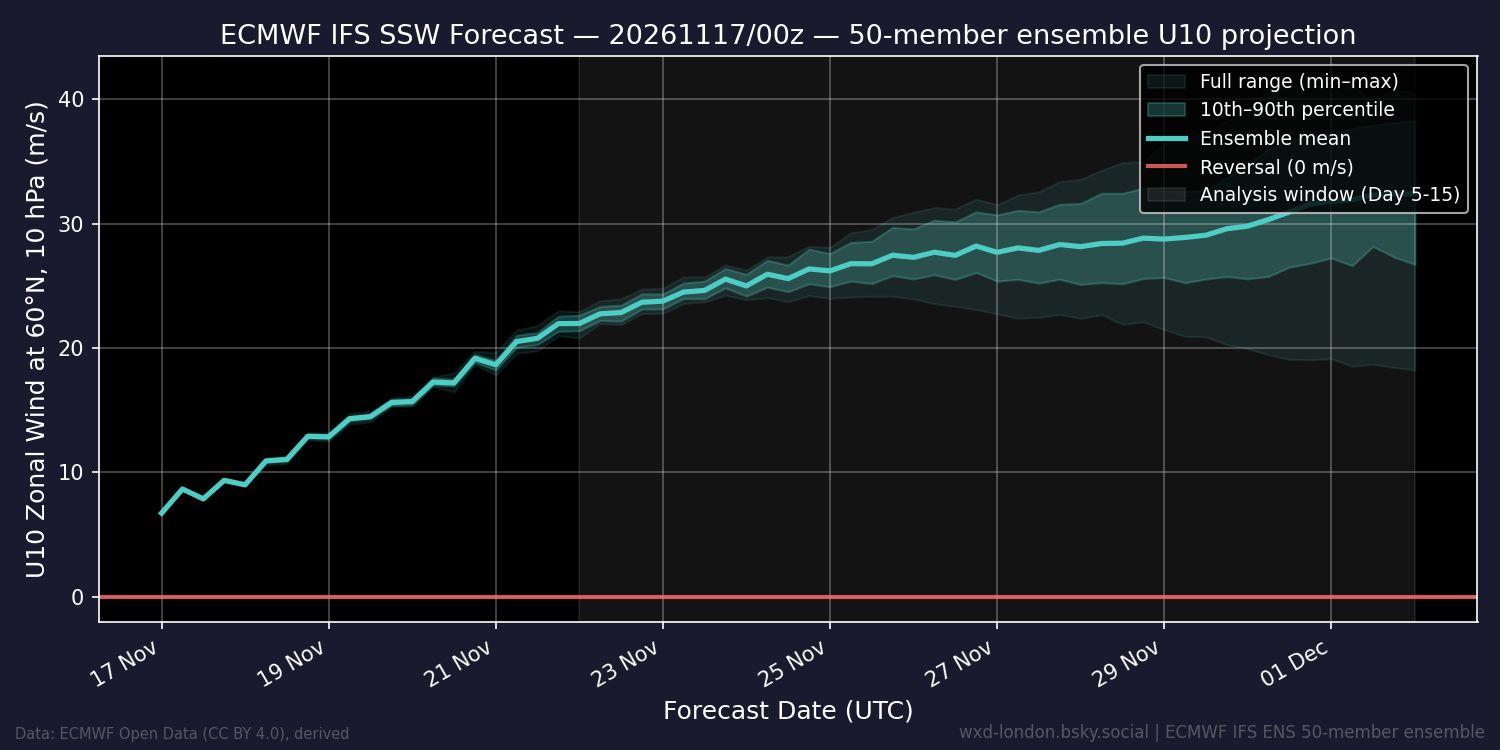 ECMWF IFS SSW Forecast — 20261117/00z — 50-member ensemble U10 projection
U10 Zonal Wind at 60°N, 10 hPa (m/s)
40
30
20
10
0
Full range (min–max)
10th–90th percentile
Ensemble mean
Reversal (0 m/s)
Analysis window (Day 5-15)
17 Nov
19 Nov
21 Nov
23 Nov
25 Nov
27 Nov
29 Nov
01 Dec
Forecast Date (UTC)
Data: ECMWF Open Data (CC BY 4.0), derived
wxd-london.bsky.social | ECMWF IFS ENS 50-member ensemble